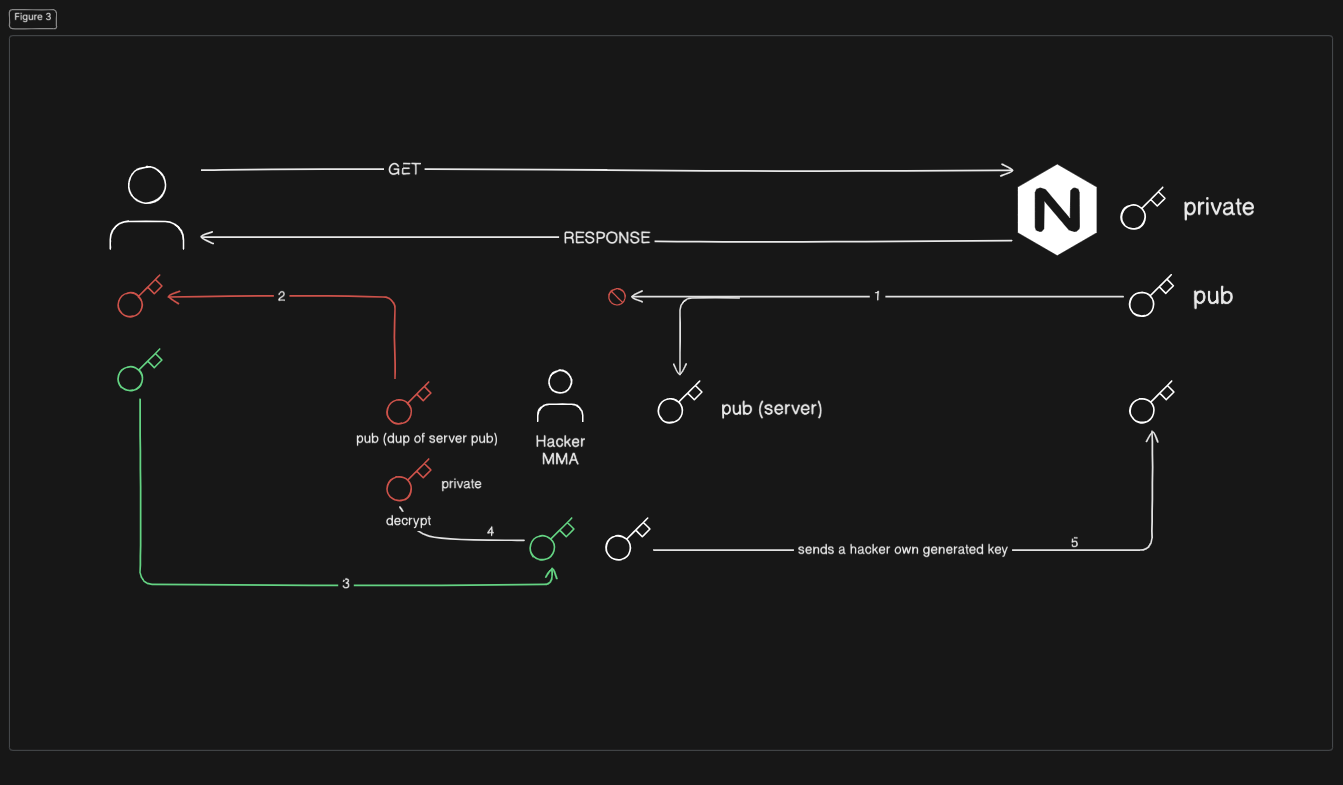 Figure 3
GET
private
RESPONSE
2
1
pub
pub (server)
pub (dup of server pub)
Hacker
MMA
private
decrypt
4
sends a hacker own generated key
5
3